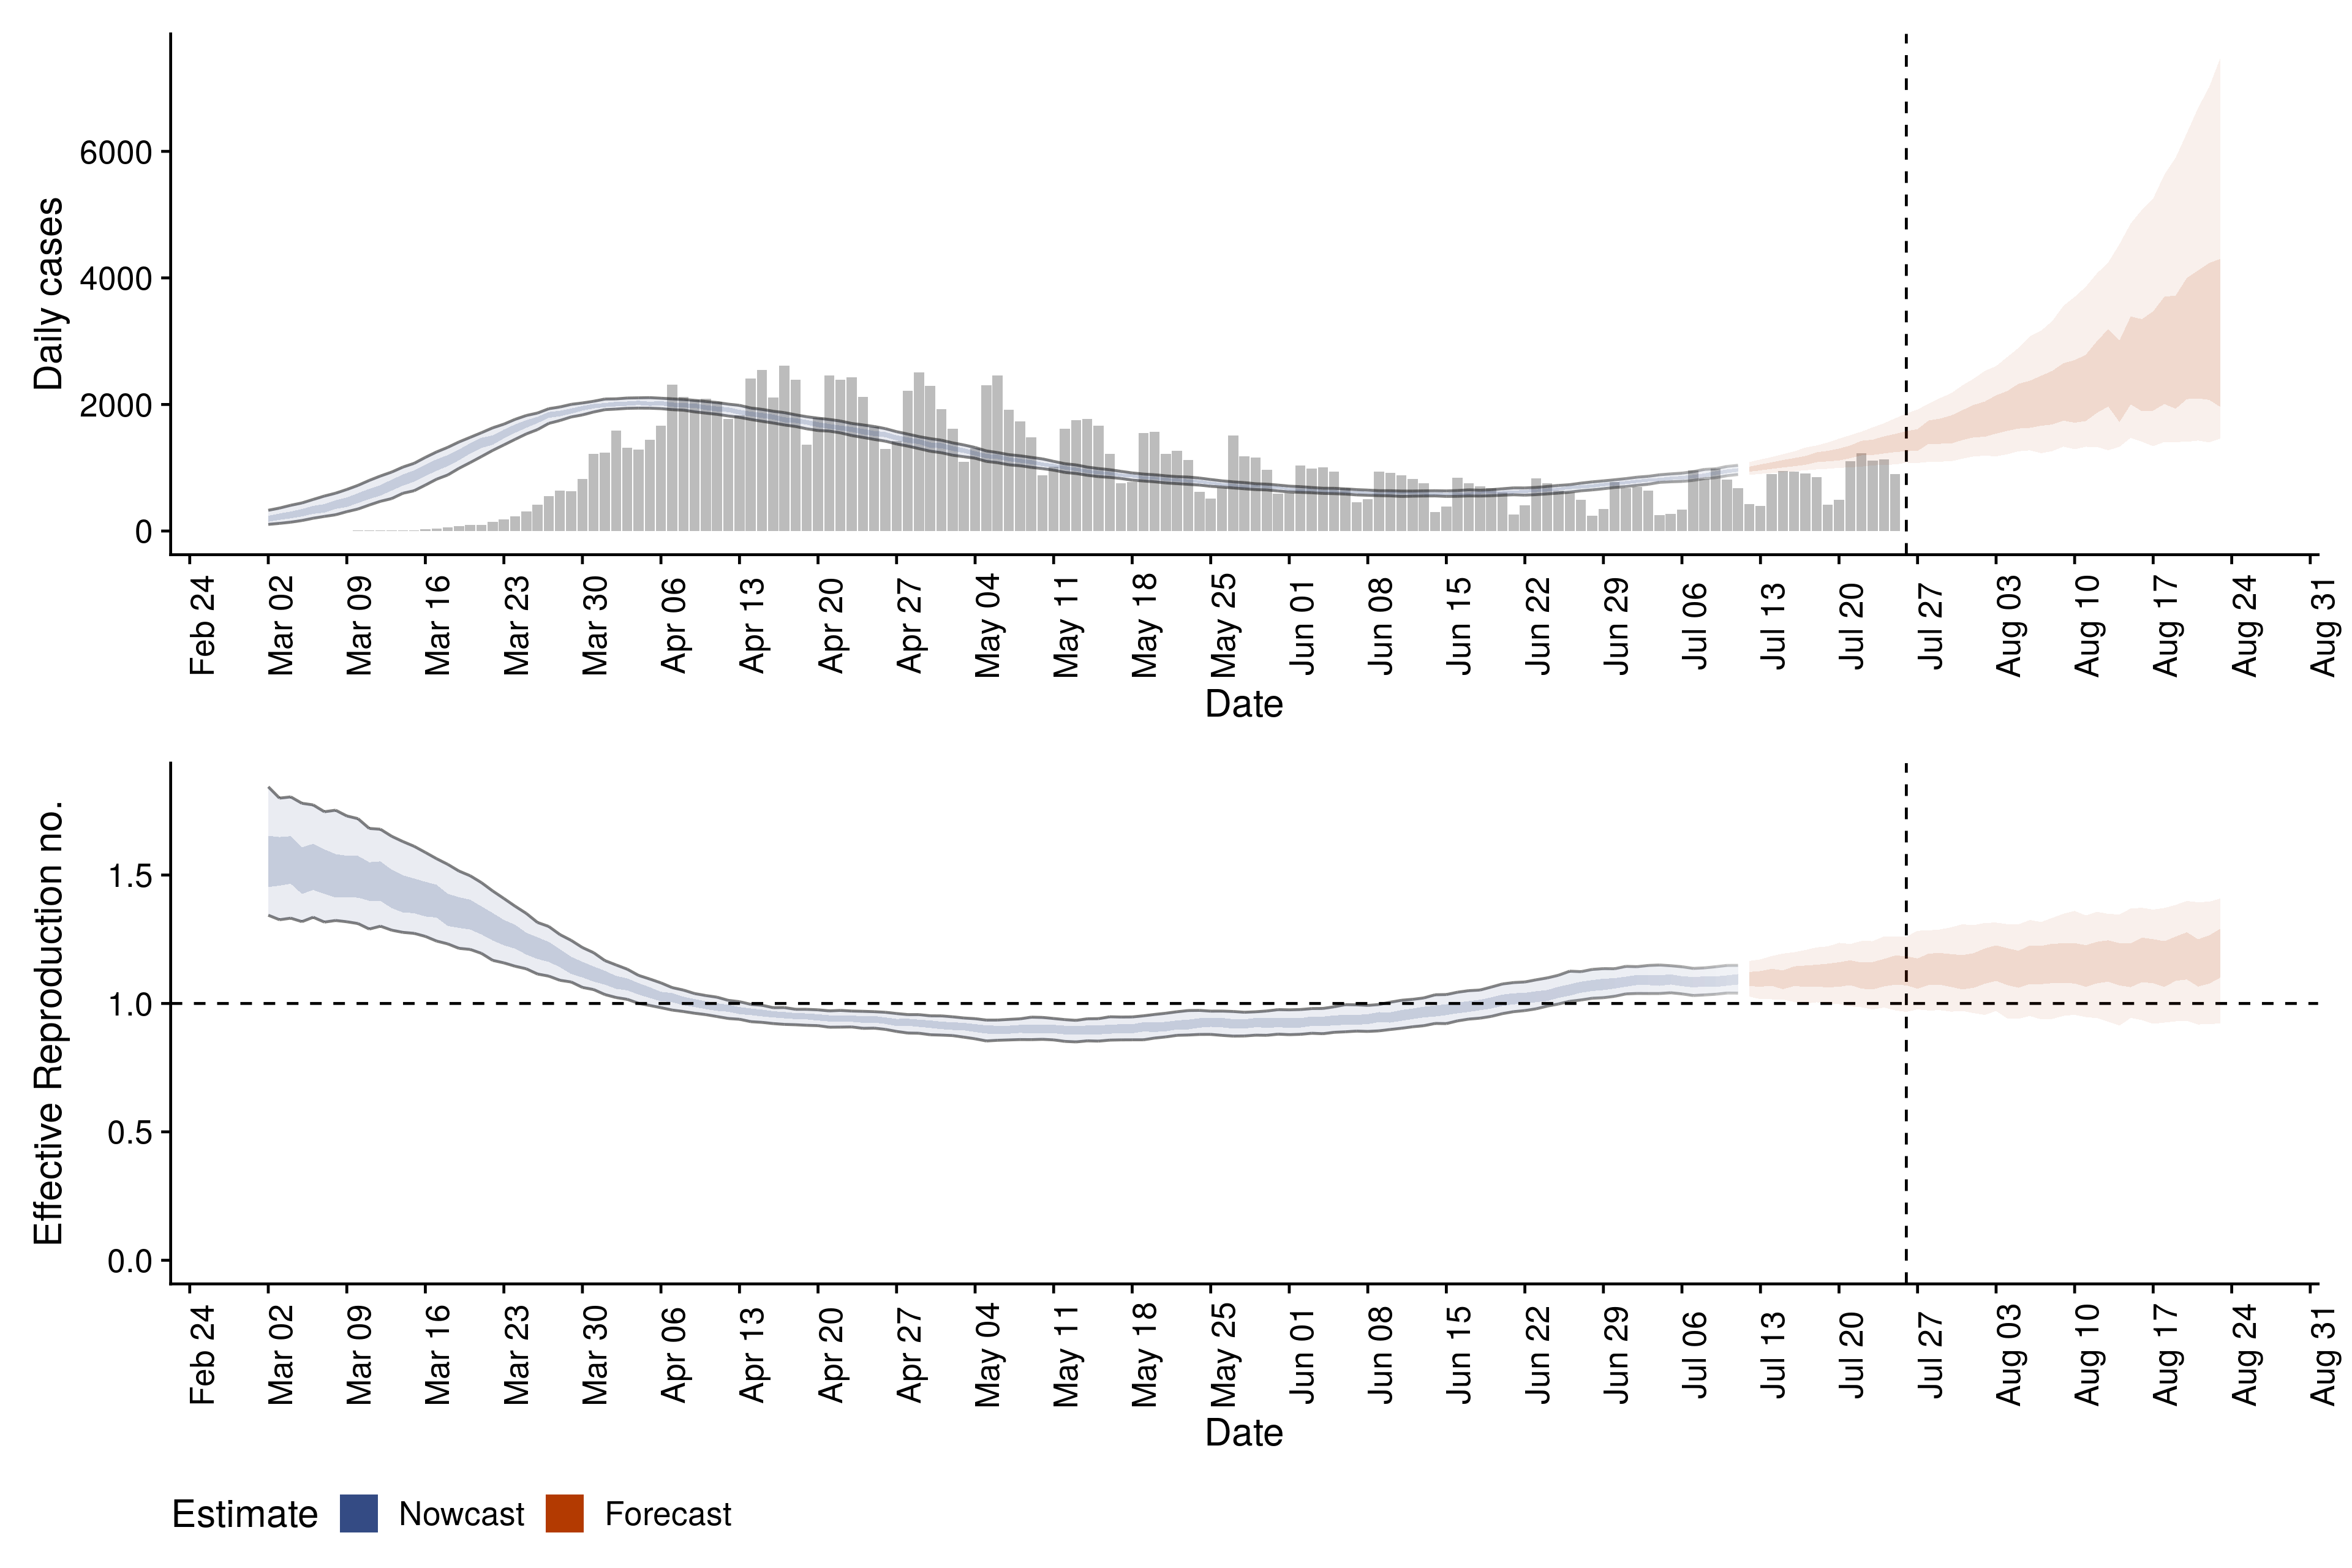 Daily cases
6000
4000
2000
0
Feb 24 Mar 02 Mar 09 Mar 16 Mar 23 Mar 30 Apr 06 Apr 13 Apr 20 Apr 27 May 04 May 11 May 18 May 25 Jun 01 Jun 08 Jun 15 Jun 22 Jun 29 Jul 06 Jul 13 Jul 20 Jul 27 Aug 03 Aug 10 Aug 17 Aug 24 Aug 31
Date
Effective Reproduction no.
1.5
1.0
0.5
0.0
Feb 24 Mar 02 Mar 09 Mar 16 Mar 23 Mar 30 Apr 06 Apr 13 Apr 20 Apr 27 May 04 May 11 May 18 May 25 Jun 01 Jun 08 Jun 15 Jun 22 Jun 29 Jul 06 Jul 13 Jul 20 Jul 27 Aug 03 Aug 10 Aug 17 Aug 24 Aug 31
Date
Estimate Nowcast Forecast